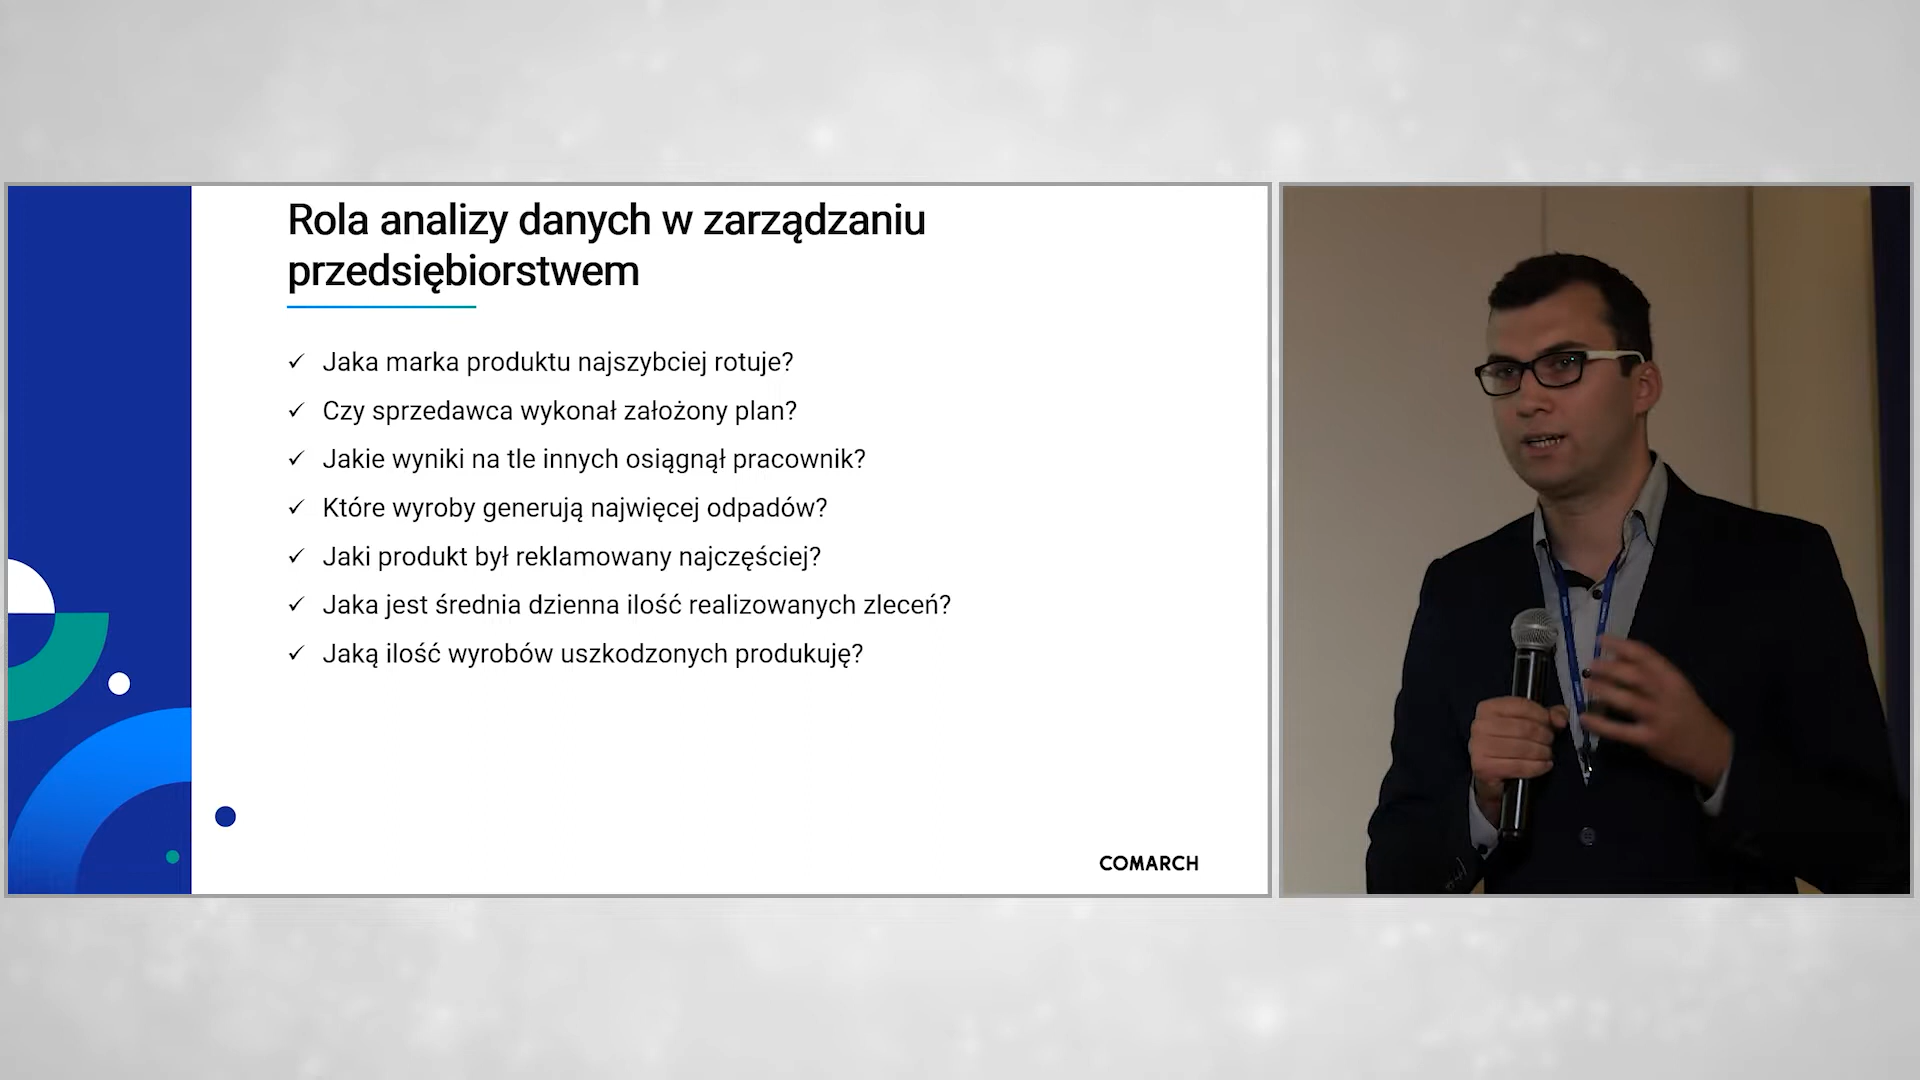 Rola analizy danych w zarządzaniu
przedsiębiorstwem
✓ Jaka marka produktu najszybciej rotuje?
✓ Czy sprzedawca wykonał założony plan?
✓ Jakie wyniki na tle innych osiągnął pracownik?
✓ Które wyroby generują najwięcej odpadów?
✓ Jaki produkt był reklamowany najczęściej?
✓ Jaka jest średnia dzienna ilość realizowanych zleceń?
✓ Jaką ilość wyrobów uszkodzonych produkuję?
COMARCH